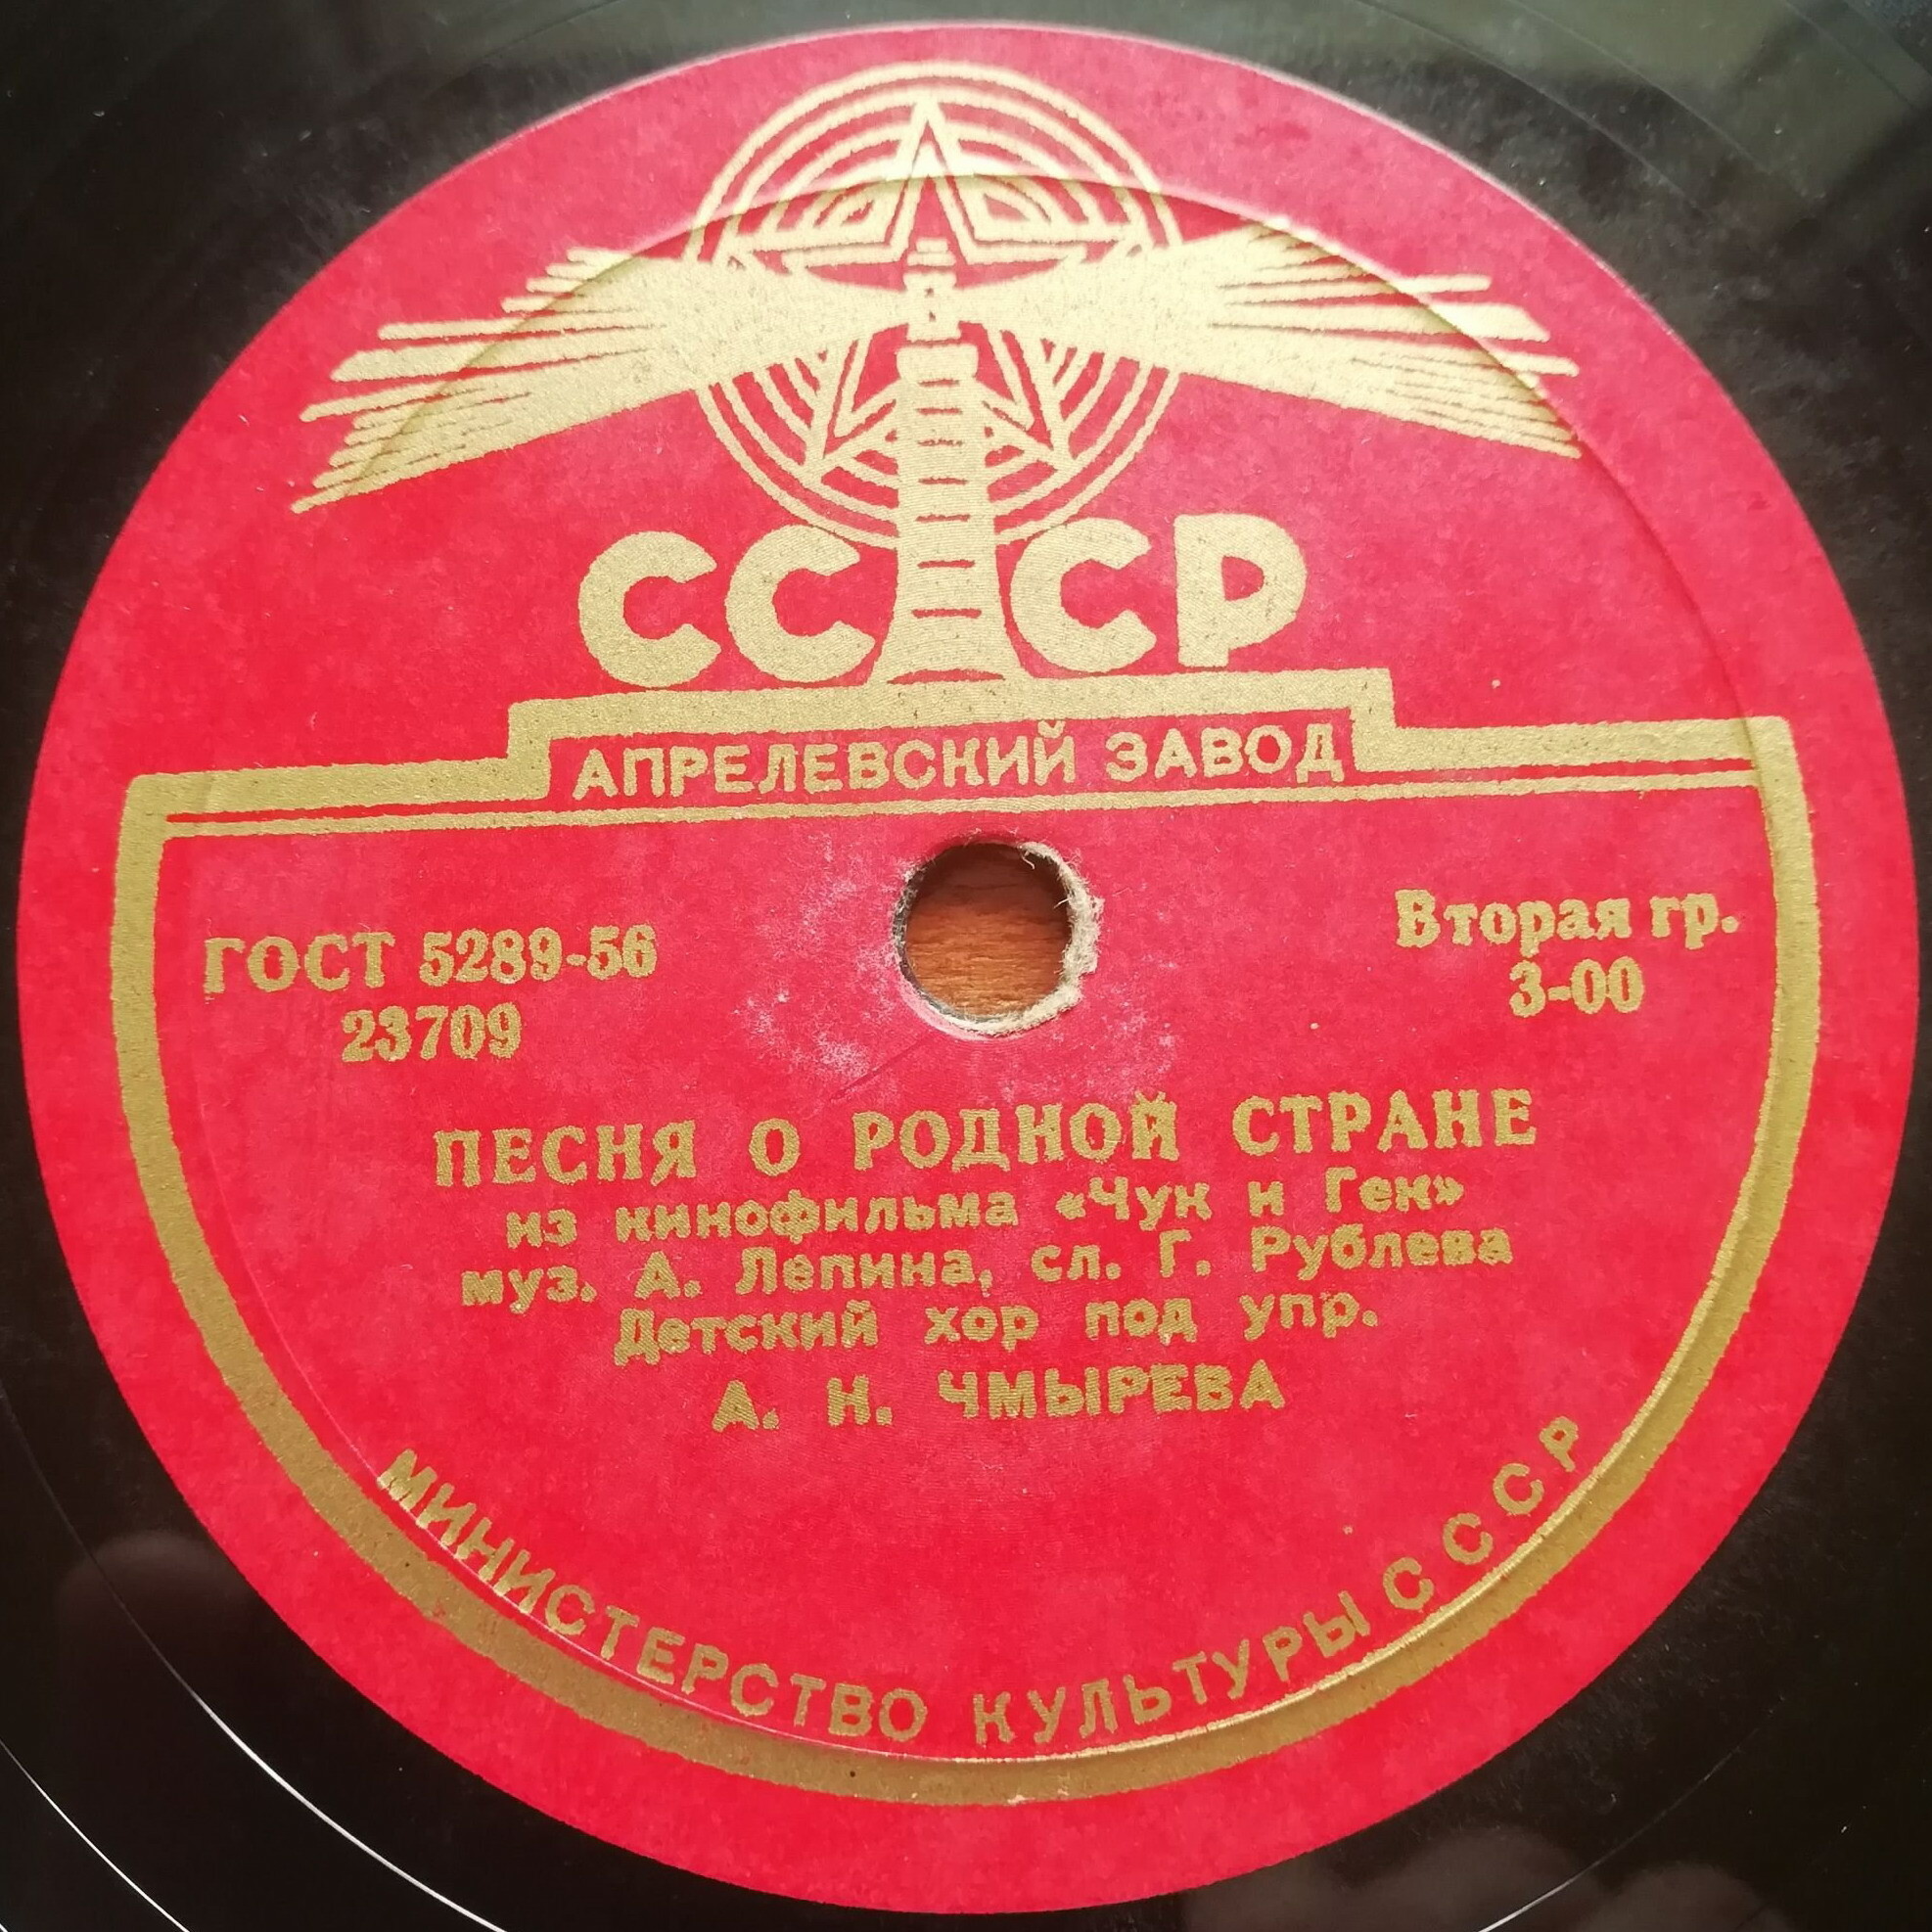 СССР
АПРЕЛЕВСКИЙ ЗАВОД
ГОСТ 5289-56
23709
Вторая гр.
3-00
ПЕСНЯ О РОДНОЙ СТРАНЕ
из кинофильма «Чук и Гек»
муз. А. Лепина, сл. Г. Рублева
Детский хор под упр.
А. Н. ЧМЫРЕВА
МИНИСТЕРСТВО КУЛЬТУРЫ СССР